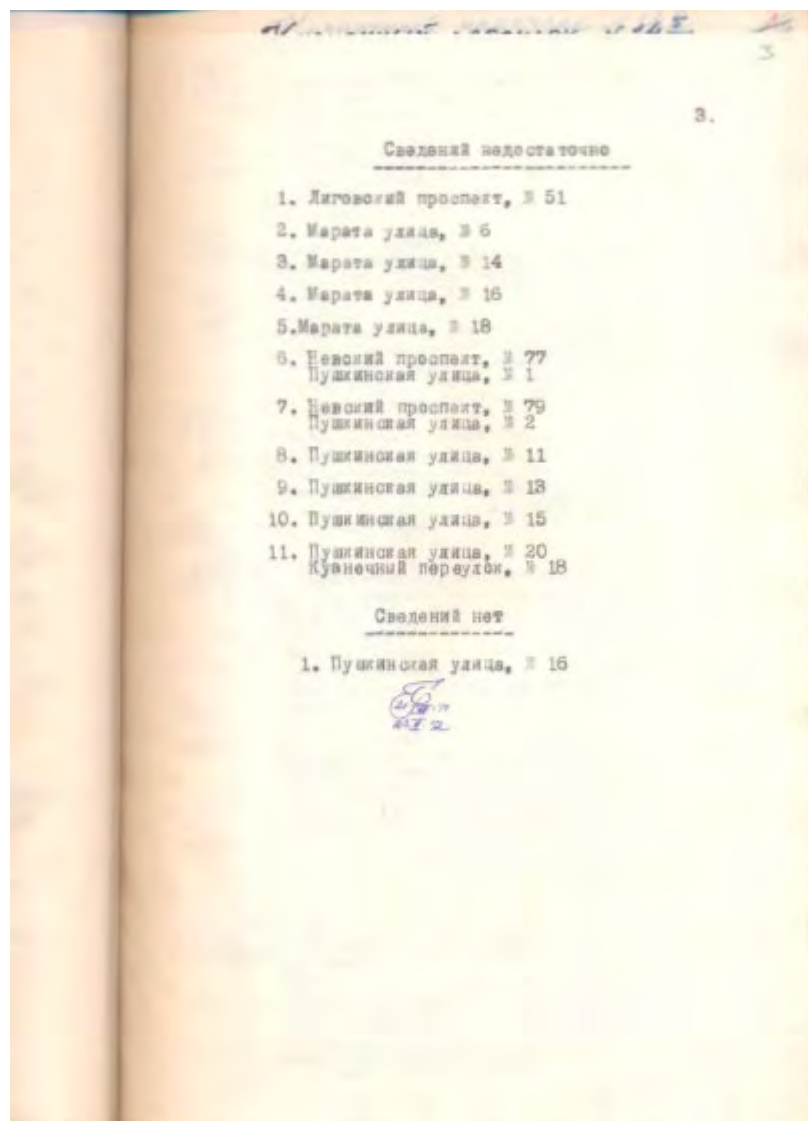 3
3.
Сведений недостаточно
1. Лиговский проспект, № 51
2. Марата улица, № 6
3. Марата улица, № 14
4. Марата улица, № 16
5.Марата улица, № 18
6. Невский проспект, № 77
Пушкинская улица, № 1
7. Невский проспект, № 79
Пушкинская улица, № 2
8. Пушкинская улица, № 11
9. Пушкинская улица, № 13
10. Пушкинская улица, № 15
11. Пушкинская улица, № 20
Кузнечный переулок, № 18
Сведений нет
1. Пушкинская улица, № 16